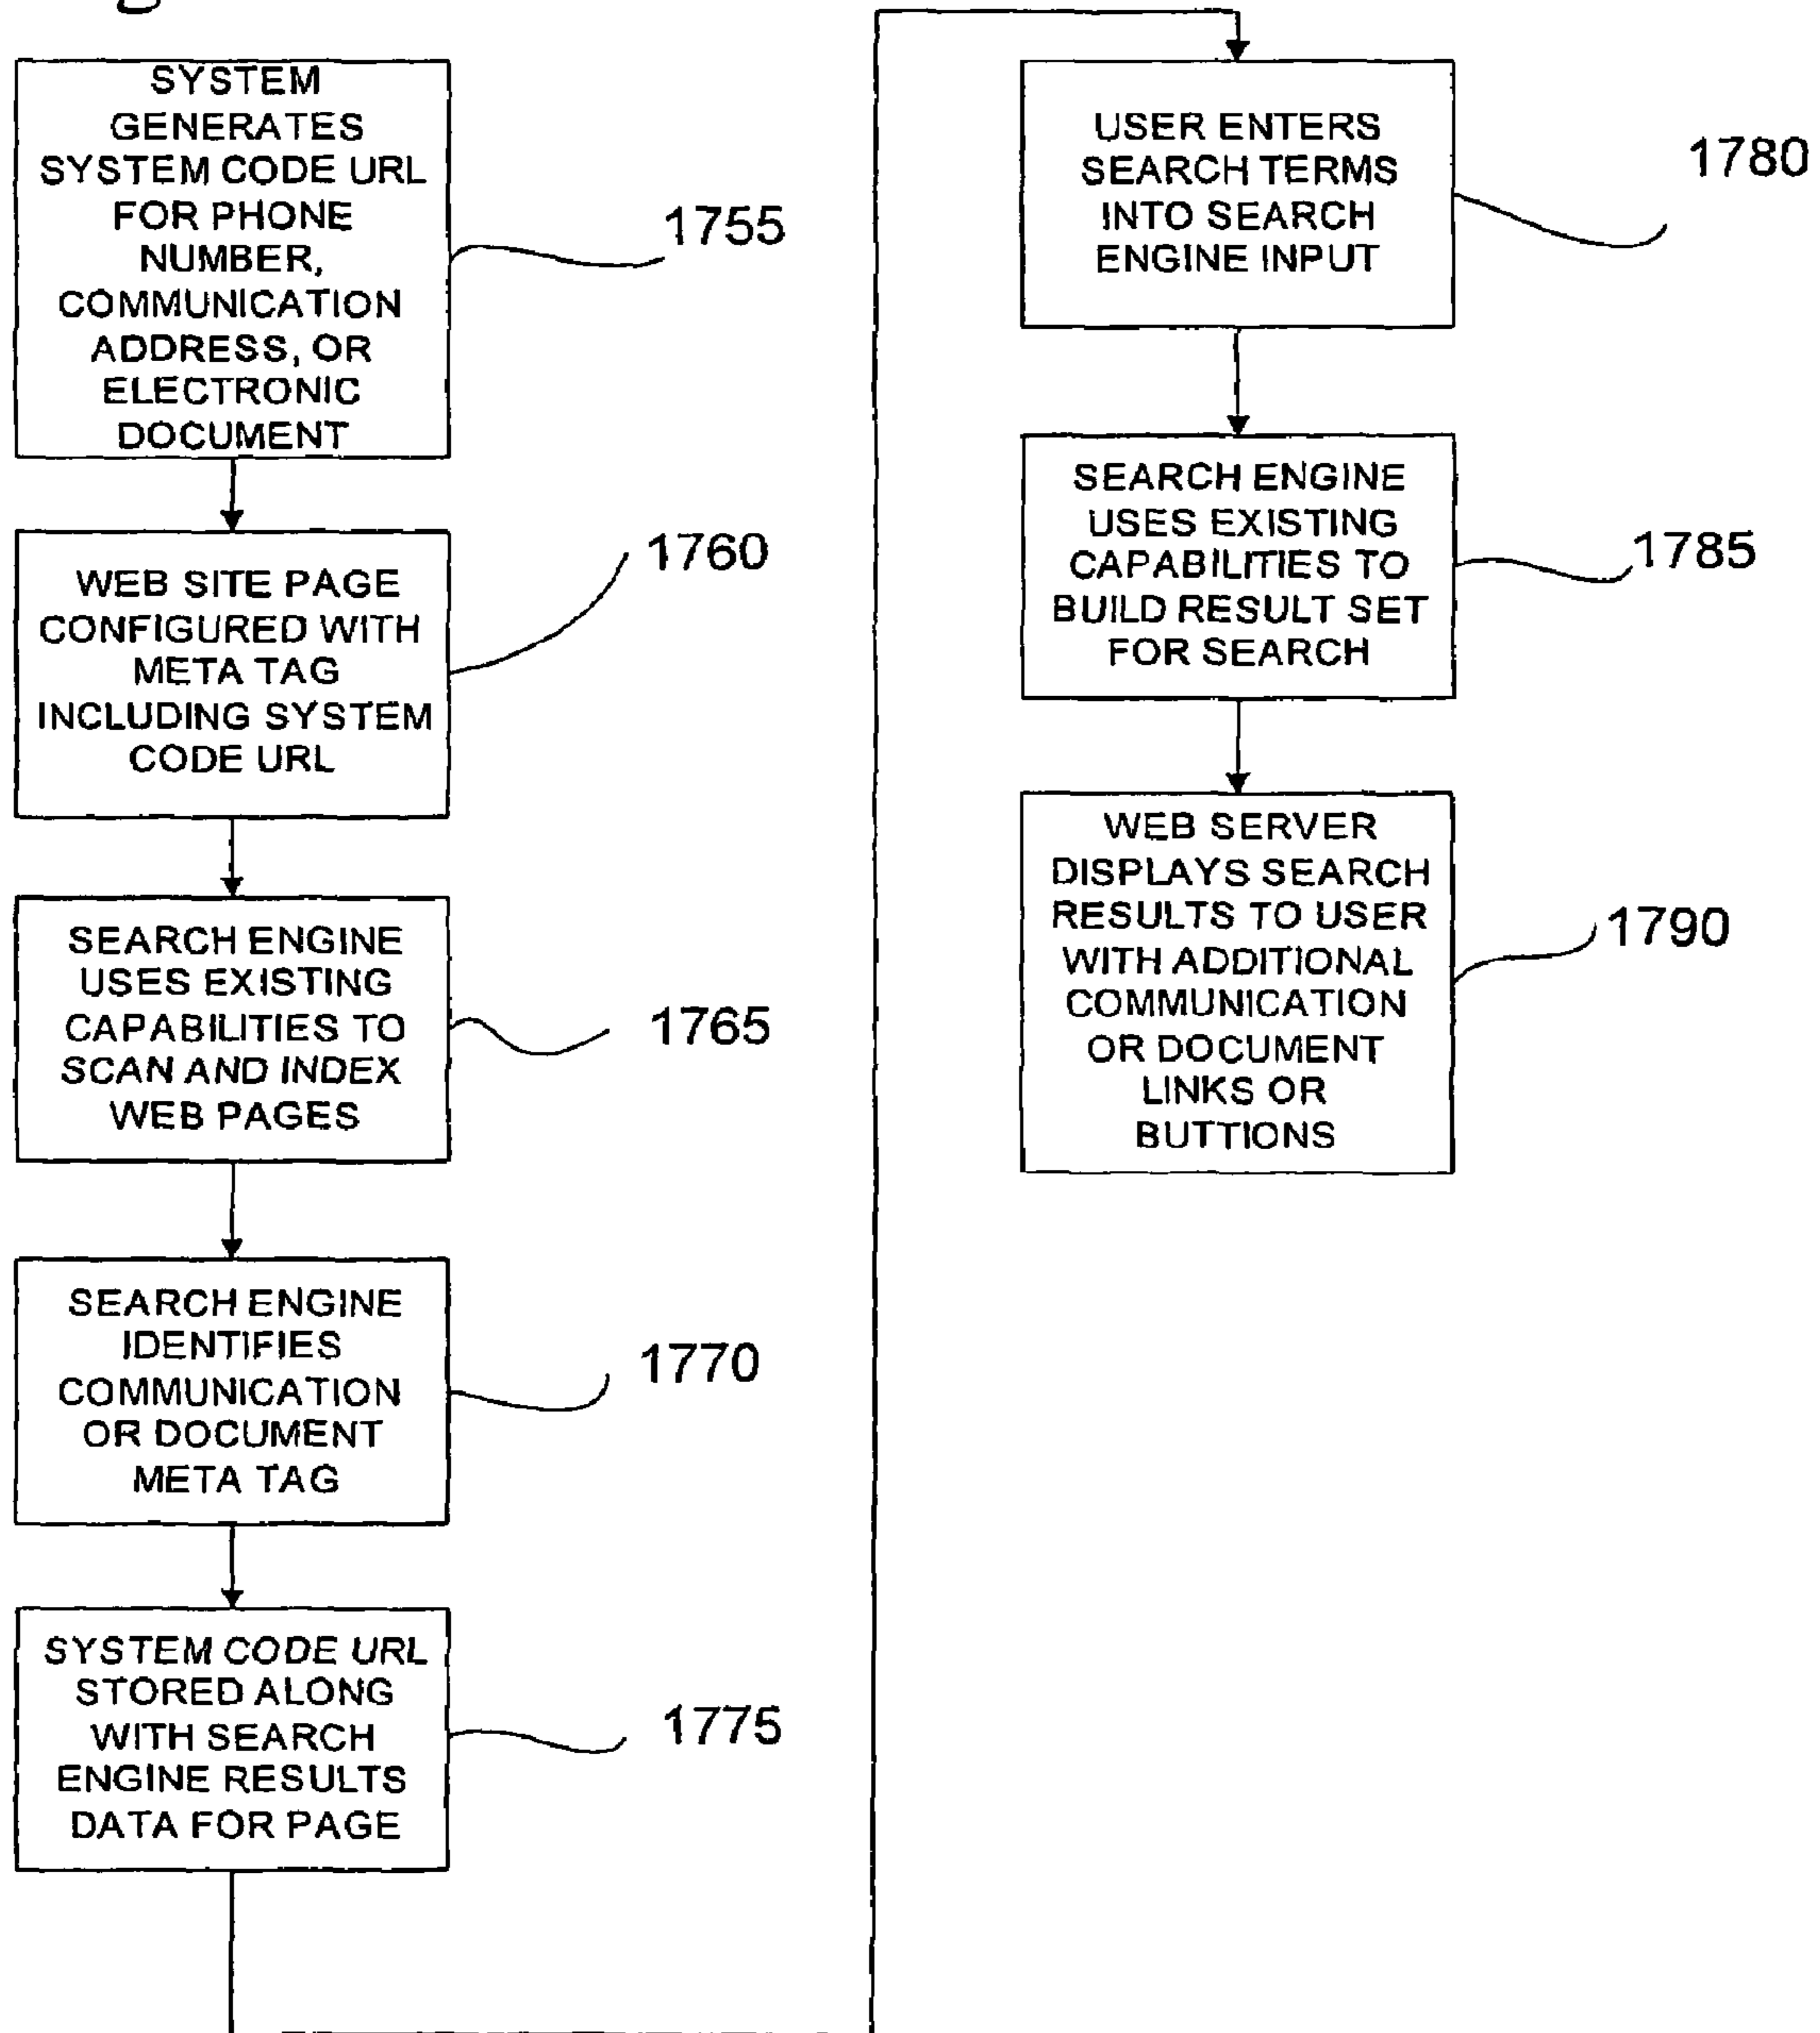 SYSTEM
GENERATES
SYSTEM CODE URL
FOR PHONE
NUMBER,
COMMUNICATION
ADDRESS, OR
ELECTRONIC
DOCUMENT
1755
WEB SITE PAGE
CONFIGURED WITH
META TAG
INCLUDING SYSTEM
CODE URL
1760
SEARCH ENGINE
USES EXISTING
CAPABILITIES TO
SCAN AND INDEX
WEB PAGES
1765
SEARCH ENGINE
IDENTIFIES
COMMUNICATION
OR DOCUMENT
META TAG
1770
SYSTEM CODE URL
STORED ALONG
WITH SEARCH
ENGINE RESULTS
DATA FOR PAGE
1775
USER ENTERS
SEARCH TERMS
INTO SEARCH
ENGINE INPUT
1780
SEARCH ENGINE
USES EXISTING
CAPABILITIES TO
BUILD RESULT SET
FOR SEARCH
1785
WEB SERVER
DISPLAYS SEARCH
RESULTS TO USER
WITH ADDITIONAL
COMMUNICATION
OR DOCUMENT
LINKS OR
BUTTIONS
1790